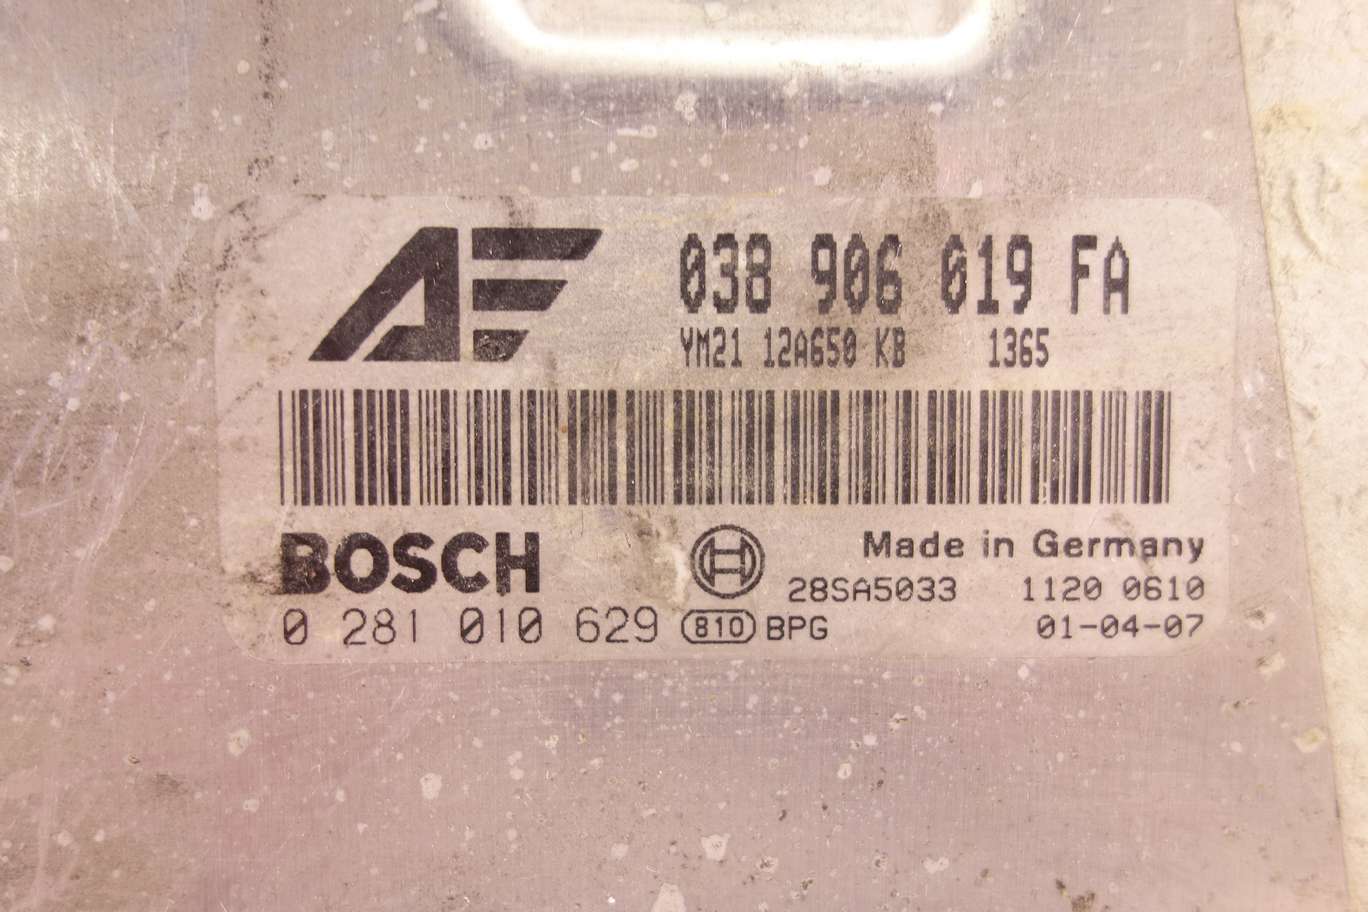 AF
038 906 019 FA
YM21 12A650 KB 1365
BOSCH
Made in Germany
28SA5033 1120 0610
0 281 010 629 810 BPG 01-04-07